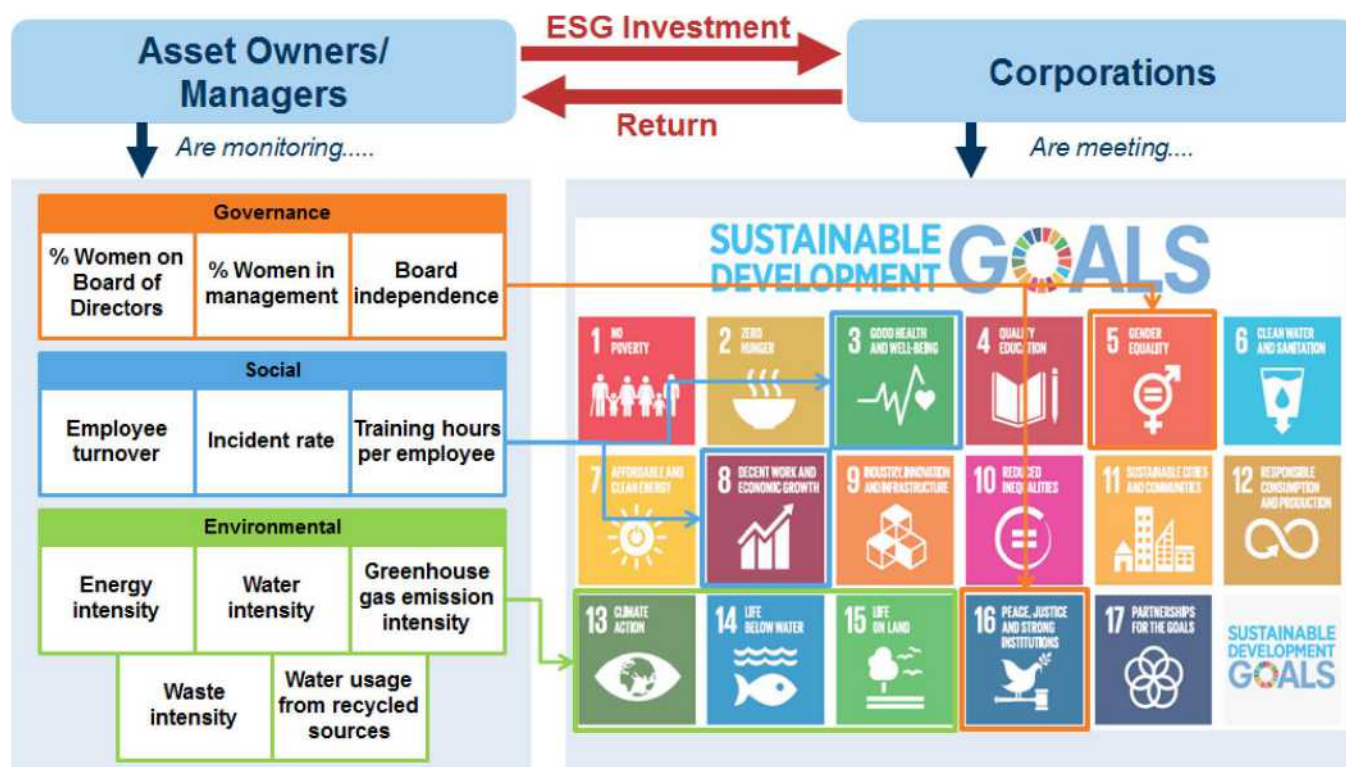 Asset Owners/
Managers
ESG Investment
Return
Corporations
Are monitoring.....
Are meeting....
Governance
% Women on
Board of
Directors
% Women in
management
Board
independence
Social
Employee
turnover
Incident rate
Training hours
per employee
Environmental
Energy
intensity
Water
intensity
Greenhouse
gas emission
intensity
Waste
intensity
Water usage
from recycled
sources
SUSTAINABLE
DEVELOPMENT
GOALS
1 NO
POVERTY
2 ZERO
HUNGER
3 GOOD HEALTH
AND WELL-BEING
4 QUALITY
EDUCATION
5 GENDER
EQUALITY
6 CLEAN WATER
AND SANITATION
7 AFFORDABLE AND
CLEAN ENERGY
8 DECENT WORK AND
ECONOMIC GROWTH
9 INDUSTRY, INNOVATION
AND INFRASTRUCTURE
10 REDUCED
INEQUALITIES
11 SUSTAINABLE CITIES
AND COMMUNITIES
12 RESPONSIBLE
CONSUMPTION
AND PRODUCTION
13 CLIMATE
ACTION
14 LIFE
BELOW WATER
15 LIFE
ON LAND
16 PEACE, JUSTICE
AND STRONG
INSTITUTIONS
17 PARTNERSHIPS
FOR THE GOALS
SUSTAINABLE
DEVELOPMENT
GOALS